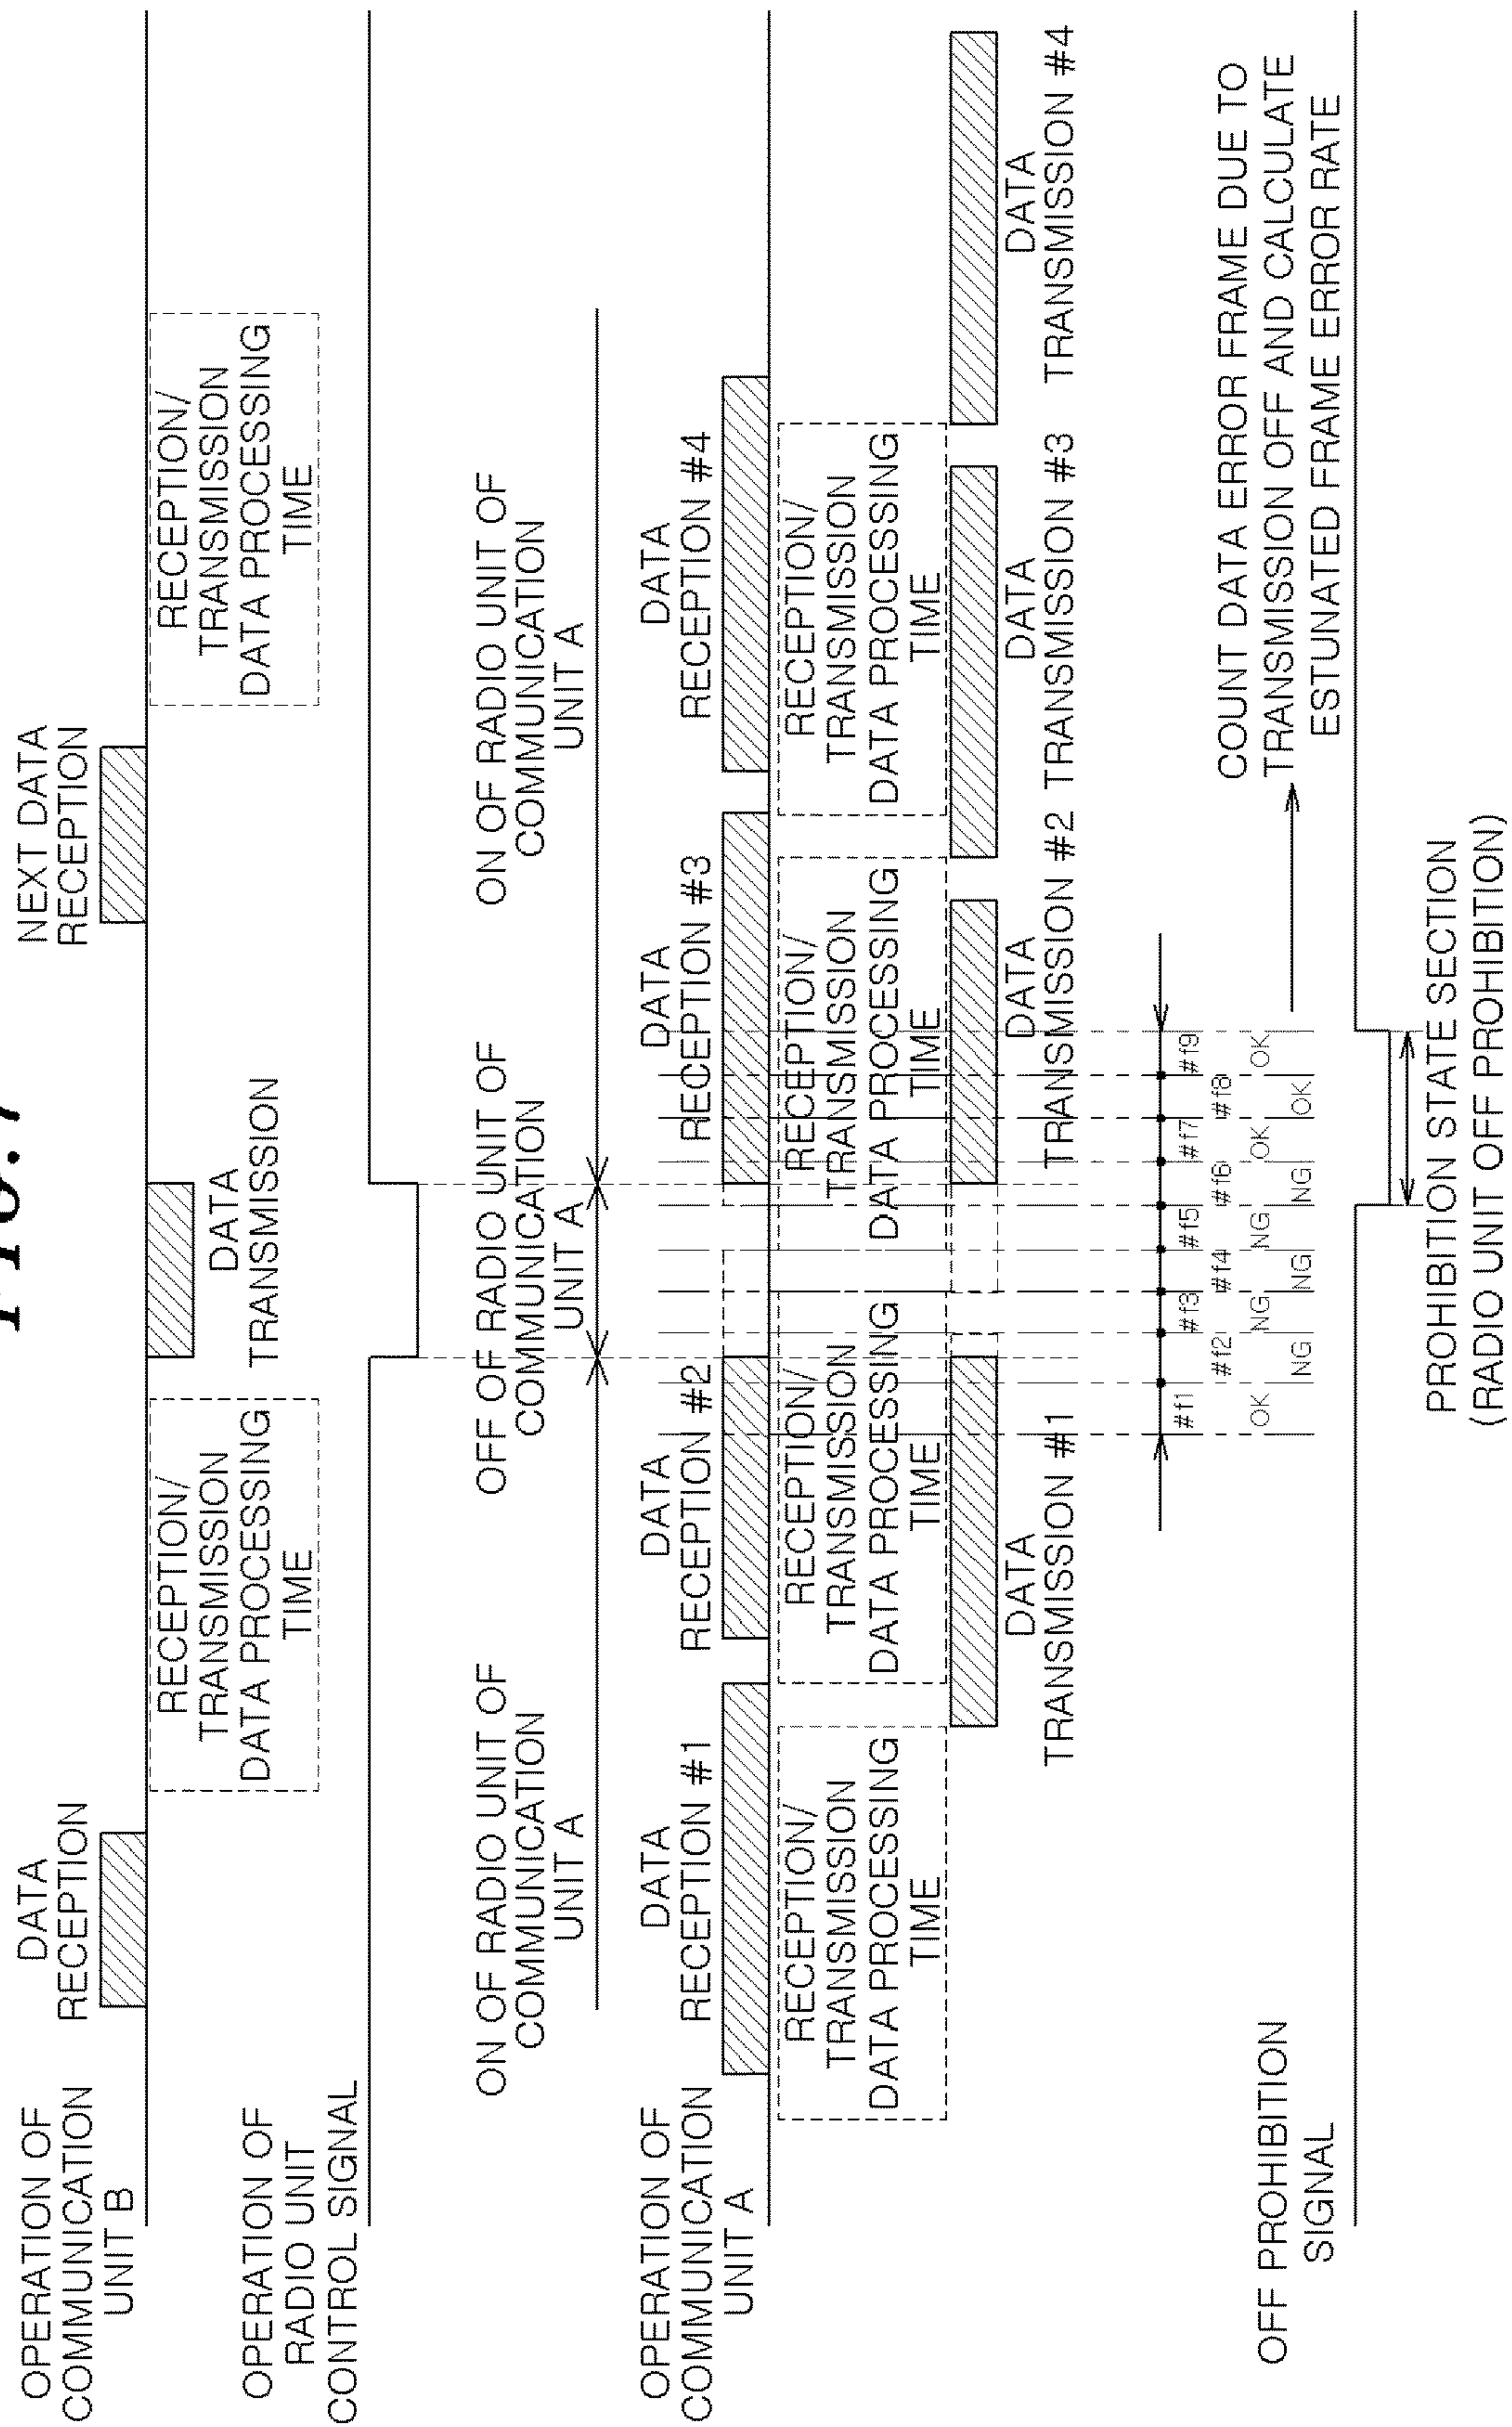 OPERATION OF
COMMUNICATION
UNIT B
DATA
RECEPTION
RECEPTION/
TRANSMISSION
DATA PROCESSING
TIME
DATA
TRANSMISSION
NEXT DATA
RECEPTION
RECEPTION/
TRANSMISSION
DATA PROCESSING
TIME
OPERATION OF
RADIO UNIT
CONTROL SIGNAL
ON OF RADIO UNIT OF
COMMUNICATION
UNIT A
OFF OF RADIO UNIT OF
COMMUNICATION
UNIT A
ON OF RADIO UNIT OF
COMMUNICATION
UNIT A
OPERATION OF
COMMUNICATION
UNIT A
DATA
RECEPTION #1
DATA
RECEPTION #2
DATA
RECEPTION #3
DATA
RECEPTION #4
RECEPTION/
TRANSMISSION
DATA PROCESSING
TIME
RECEPTION/
TRANSMISSION
DATA PROCESSING
TIME
RECEPTION/
TRANSMISSION
DATA PROCESSING
TIME
RECEPTION/
TRANSMISSION
DATA PROCESSING
TIME
DATA
TRANSMISSION #1
DATA
TRANSMISSION #2
DATA
TRANSMISSION #3
DATA
TRANSMISSION #4
#f1
#f2
#f3
#f4
#f5
#f6
#f7
#f8
#f9
OK
NG
NG
NG
NG
NG
OK
OK
OK
COUNT DATA ERROR FRAME DUE TO
TRANSMISSION OFF AND CALCULATE
ESTUNATED FRAME ERROR RATE
OFF PROHIBITION
SIGNAL
PROHIBITION STATE SECTION
(RADIO UNIT OFF PROHIBITION)